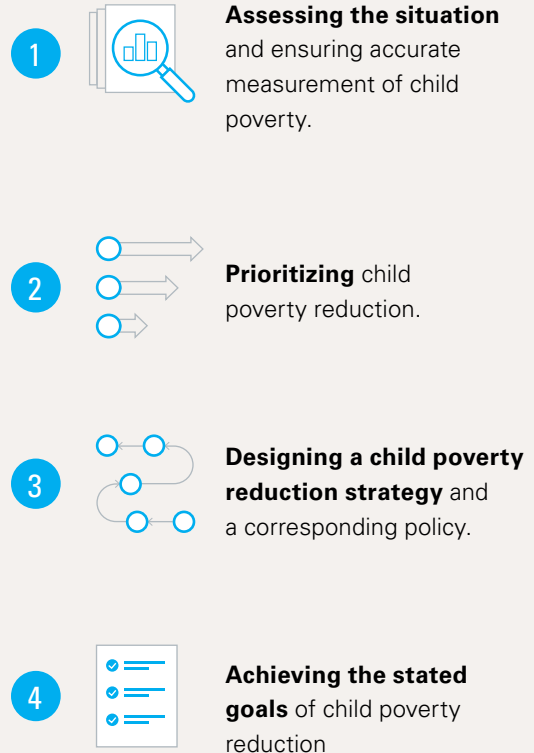 1
Assessing the situation
and ensuring accurate
measurement of child
poverty.
2
Prioritizing child
poverty reduction.
3
Designing a child poverty
reduction strategy and
a corresponding policy.
4
Achieving the stated
goals of child poverty
reduction